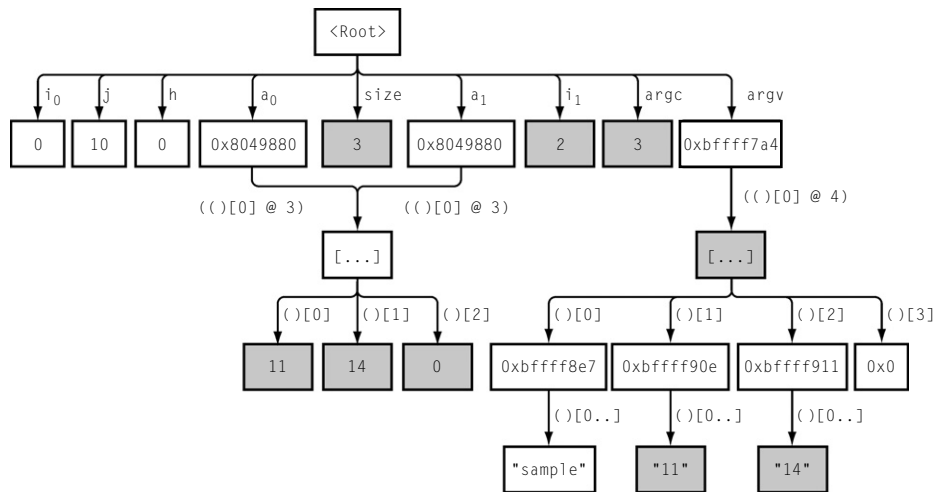 <Root>
i0 j h a0 size a1 i1 argc argv
0 10 0 0x8049880 3 0x8049880 2 3 0xbffff7a4
(()[0] @ 3) (()[0] @ 3) (()[0] @ 4)
[...] [...]
()[0] ()[1] ()[2] ()[0] ()[1] ()[2] ()[3]
11 14 0 0xbffff8e7 0xbffff90e 0xbffff911 0x0
()[0..] ()[0..] ()[0..]
"sample" "11" "14"